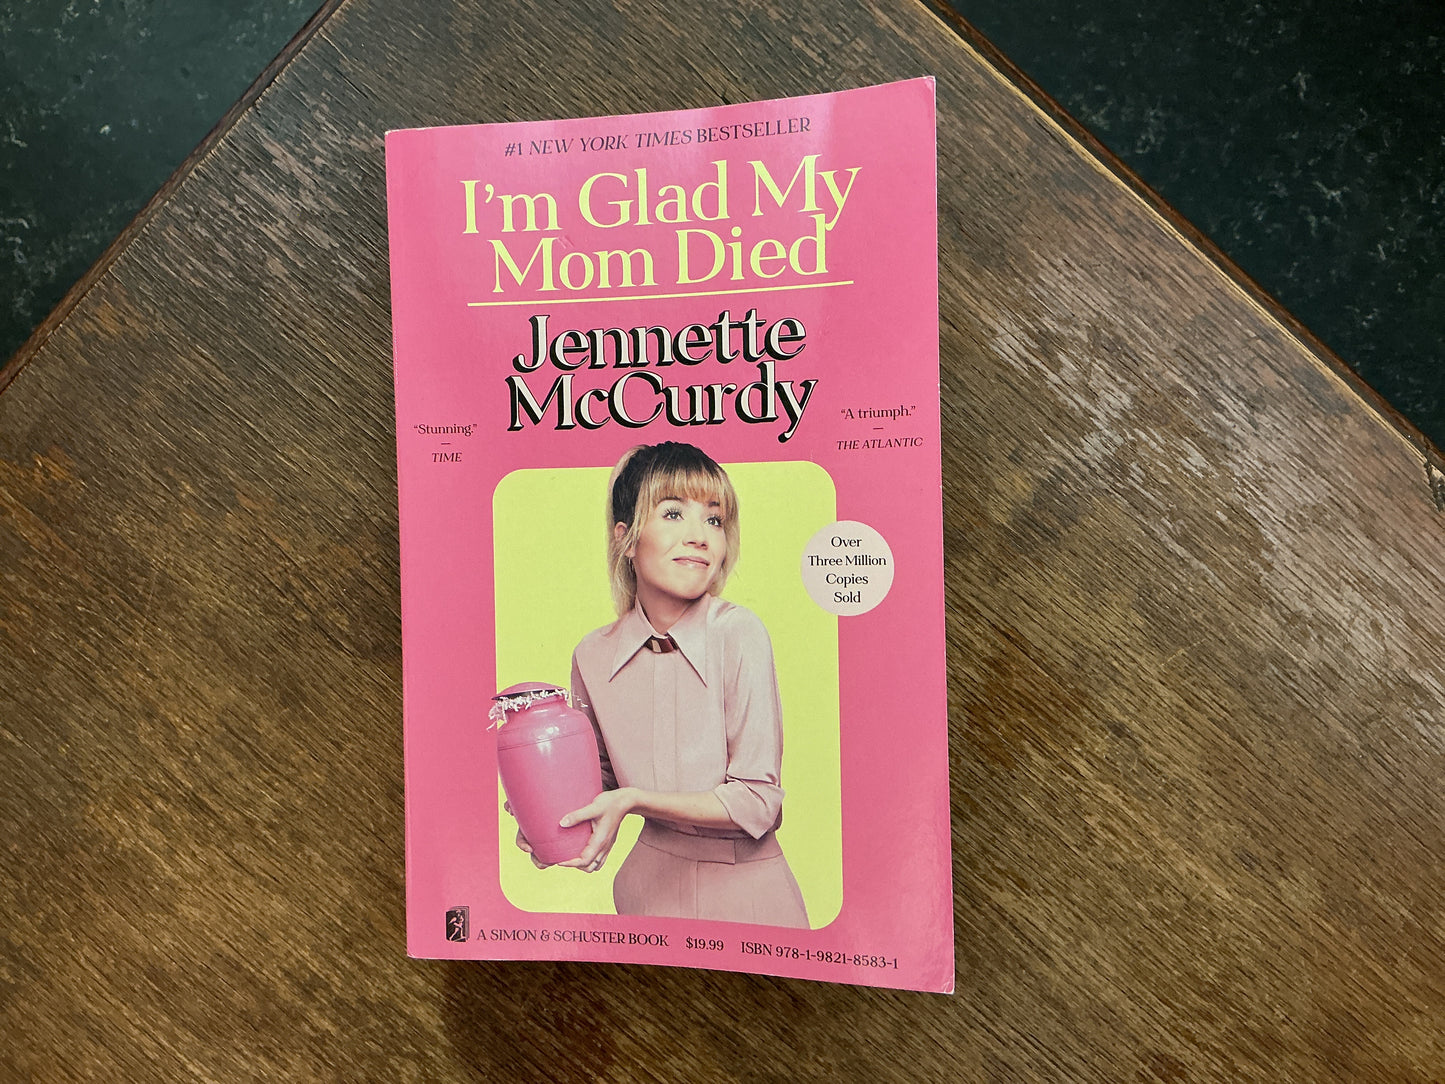 #1 NEW YORK TIMES BESTSELLER
I’m Glad My
Mom Died
Jennette
McCurdy
“Stunning.”
—
TIME
“A triumph.”
—
THE ATLANTIC
Over
Three Million
Copies
Sold
A SIMON & SCHUSTER BOOK $19.99 ISBN 978-1-9821-8583-1